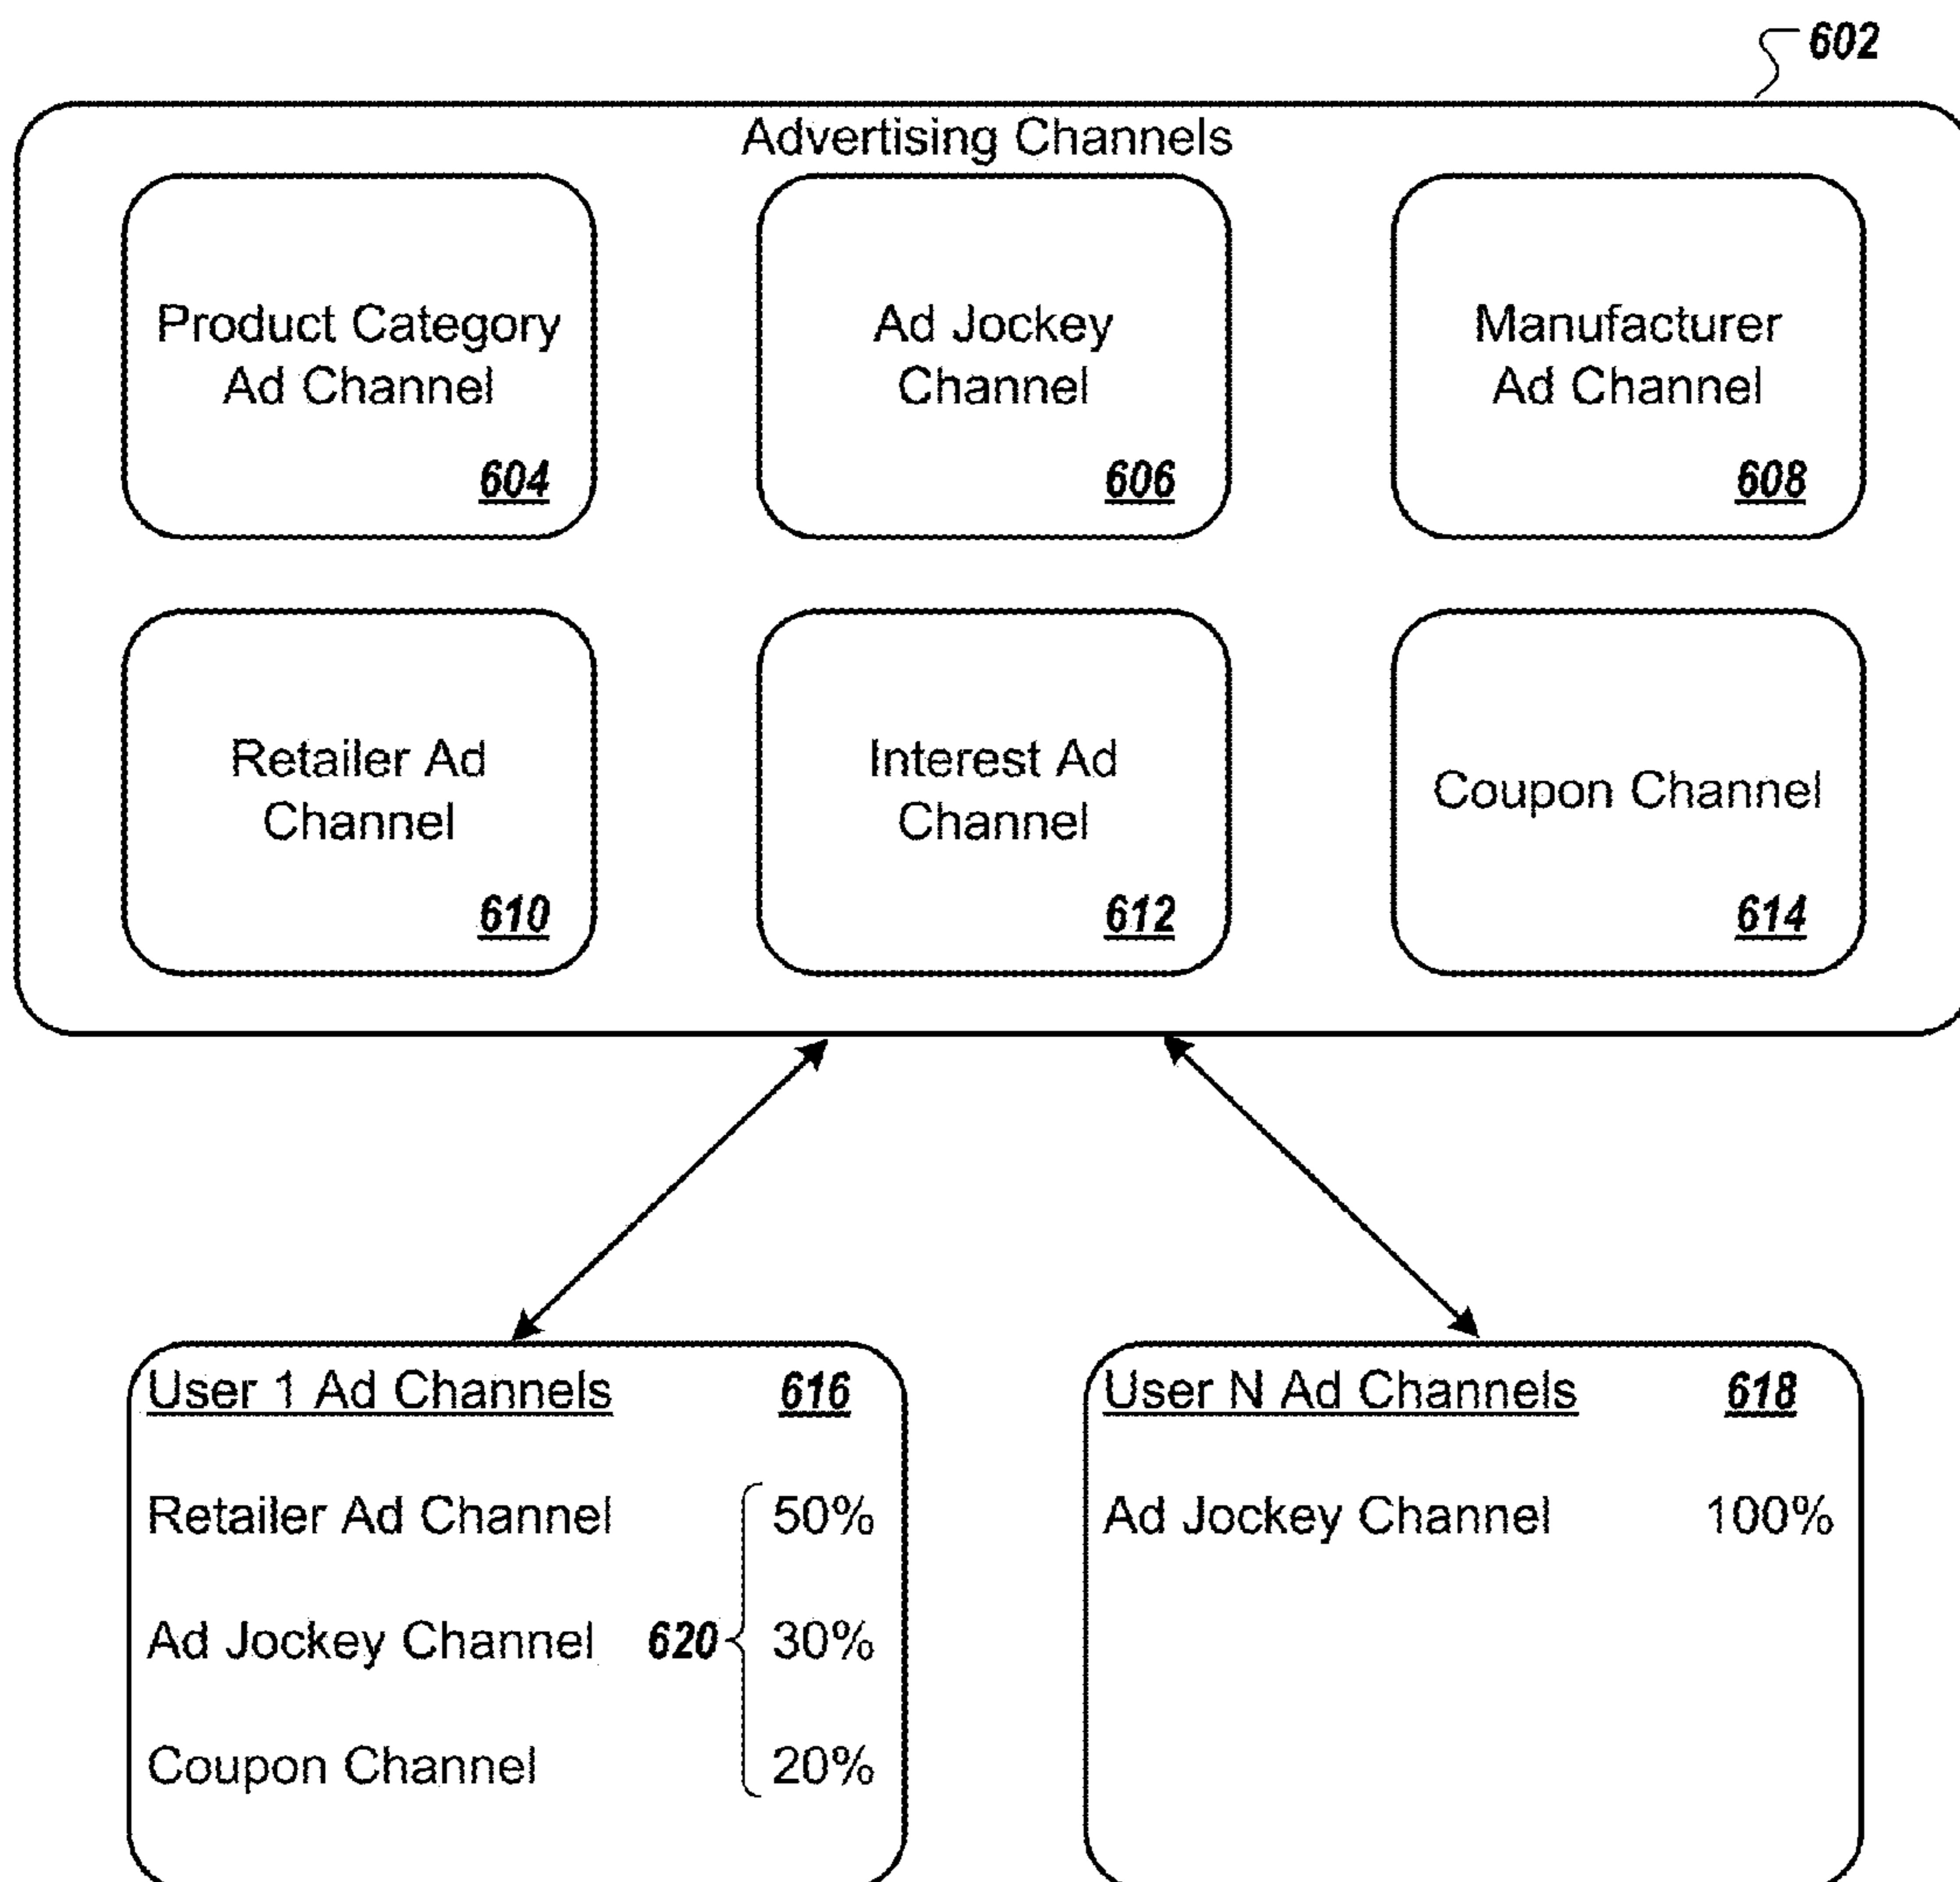 602
Advertising Channels
Product Category
Ad Channel
604
Ad Jockey
Channel
606
Manufacturer
Ad Channel
608
Retailer Ad
Channel
610
Interest Ad
Channel
612
Coupon Channel
614
User 1 Ad Channels 616
Retailer Ad Channel 50%
Ad Jockey Channel 620 30%
Coupon Channel 20%
User N Ad Channels 618
Ad Jockey Channel 100%